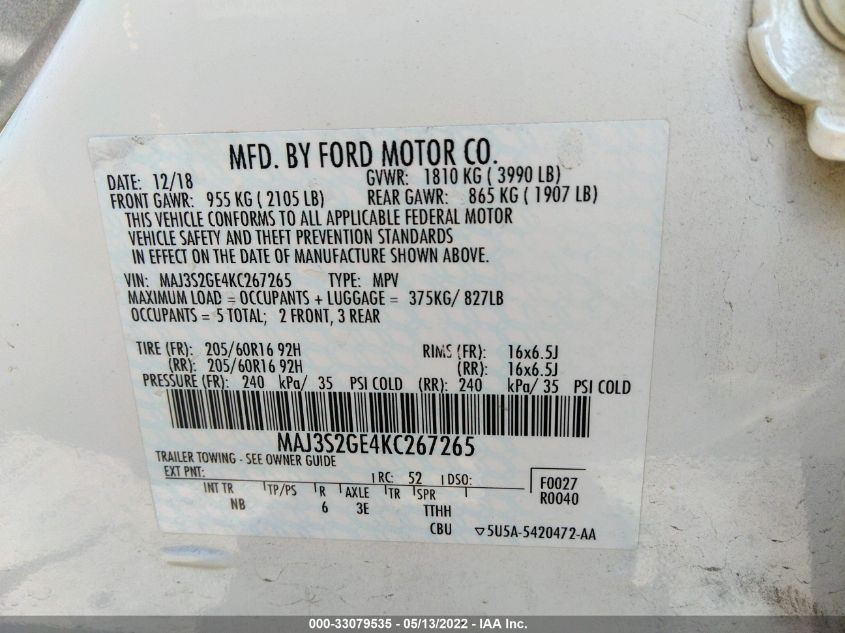 MFD. BY FORD MOTOR CO.
DATE: 12/18 GVWR: 1810 KG ( 3990 LB)
FRONT GAWR: 955 KG ( 2105 LB) REAR GAWR: 865 KG ( 1907 LB)
THIS VEHICLE CONFORMS TO ALL APPLICABLE FEDERAL MOTOR
VEHICLE SAFETY AND THEFT PREVENTION STANDARDS
IN EFFECT ON THE DATE OF MANUFACTURE SHOWN ABOVE.
VIN: MAJ3S2GE4KC267265 TYPE: MPV
MAXIMUM LOAD = OCCUPANTS + LUGGAGE = 375KG/ 827LB
OCCUPANTS = 5 TOTAL; 2 FRONT, 3 REAR
TIRE (FR): 205/60R16 92H RIMS (FR): 16x6.5J
(RR): 205/60R16 92H (RR): 16x6.5J
PRESSURE (FR): 240 kPa/ 35 PSI COLD (RR): 240 kPa/ 35 PSI COLD
MAJ3S2GE4KC267265
TRAILER TOWING - SEE OWNER GUIDE
EXT PNT: RC: 52 DSO: F0027
R0040
INT TR TP/PS R AXLE TR SPR
NB 6 3E TTHH
CBU ▽5U5A-5420472-AA
000-33079535 - 05/13/2022 - IAA Inc.